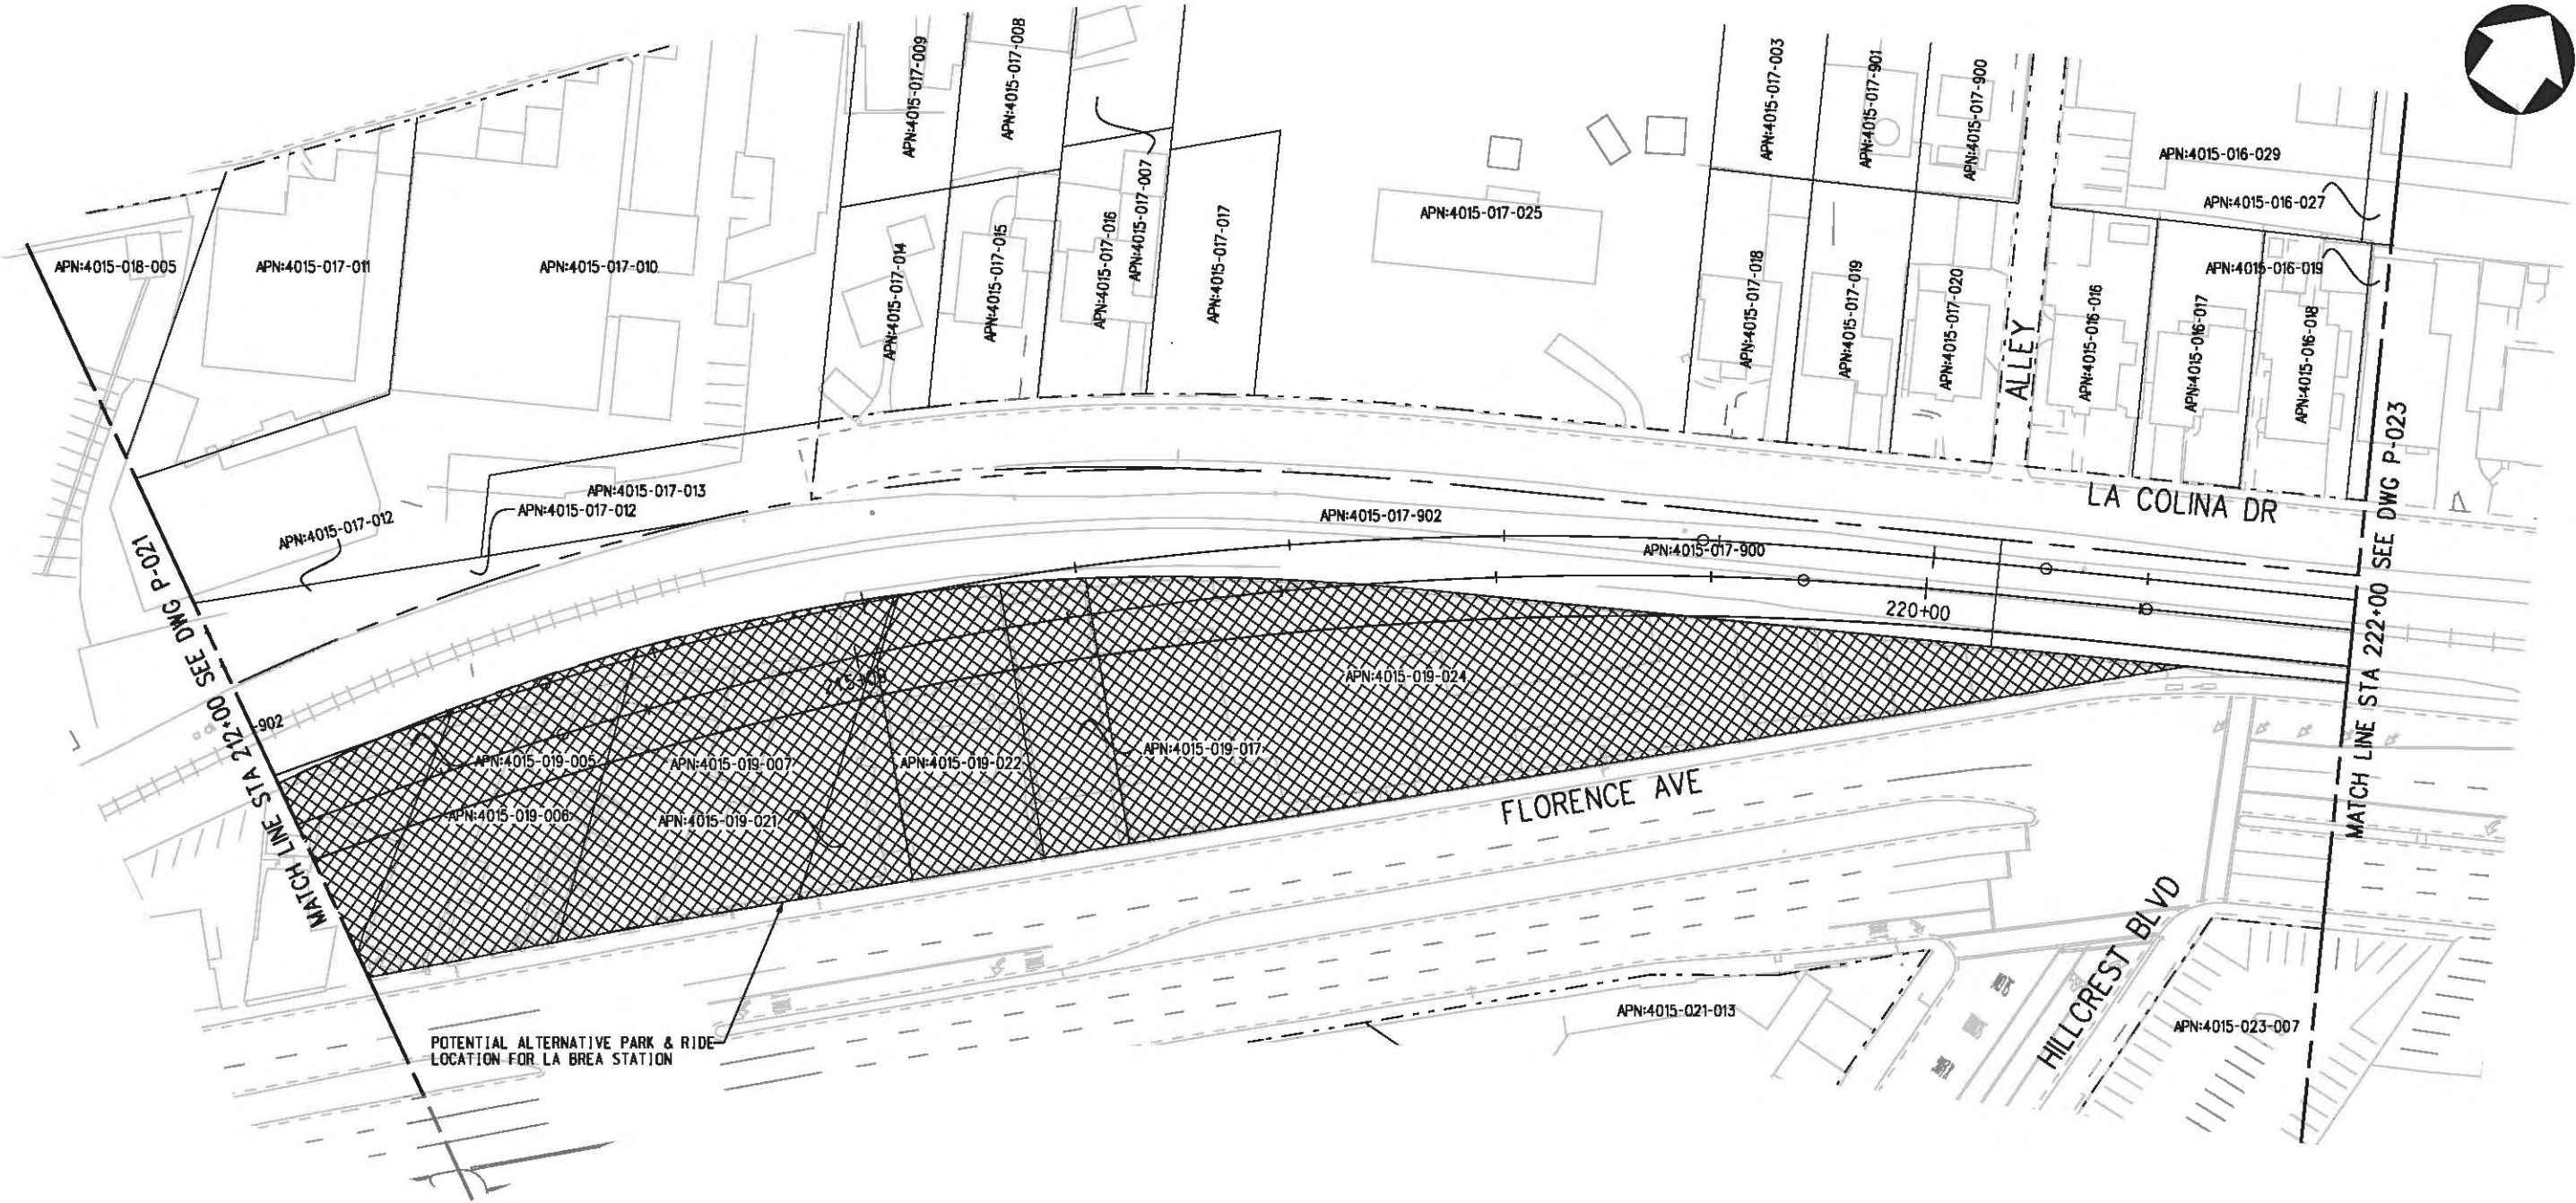 APN:4015-017-009
APN:4015-017-008
APN:4015-017-003
APN:4015-017-901
APN:4015-017-900
APN:4015-016-029
APN:4015-016-027
APN:4015-018-005
APN:4015-017-011
APN:4015-017-010
APN:4015-017-014
APN:4015-017-015
APN:4015-017-016
APN:4015-017-007
APN:4015-017-017
APN:4015-017-025
APN:4015-017-018
APN:4015-017-019
APN:4015-017-020
ALLEY
APN:4015-016-016
APN:4015-016-017
APN:4015-016-019
APN:4015-016-018
APN:4015-017-013
APN:4015-017-012
APN:4015-017-012
APN:4015-017-902
APN:4015-017-900
LA COLINA DR
220+00
MATCH LINE STA 212+00 SEE DWG P-021
-902
MATCH LINE STA 222+00 SEE DWG P-023
215+00
APN:4015-019-024
APN:4015-019-005
APN:4015-019-007
APN:4015-019-022
APN:4015-019-017
APN:4015-019-006
APN:4015-019-021
FLORENCE AVE
HILLCREST BLVD
APN:4015-021-013
APN:4015-023-007
POTENTIAL ALTERNATIVE PARK & RIDE
LOCATION FOR LA BREA STATION